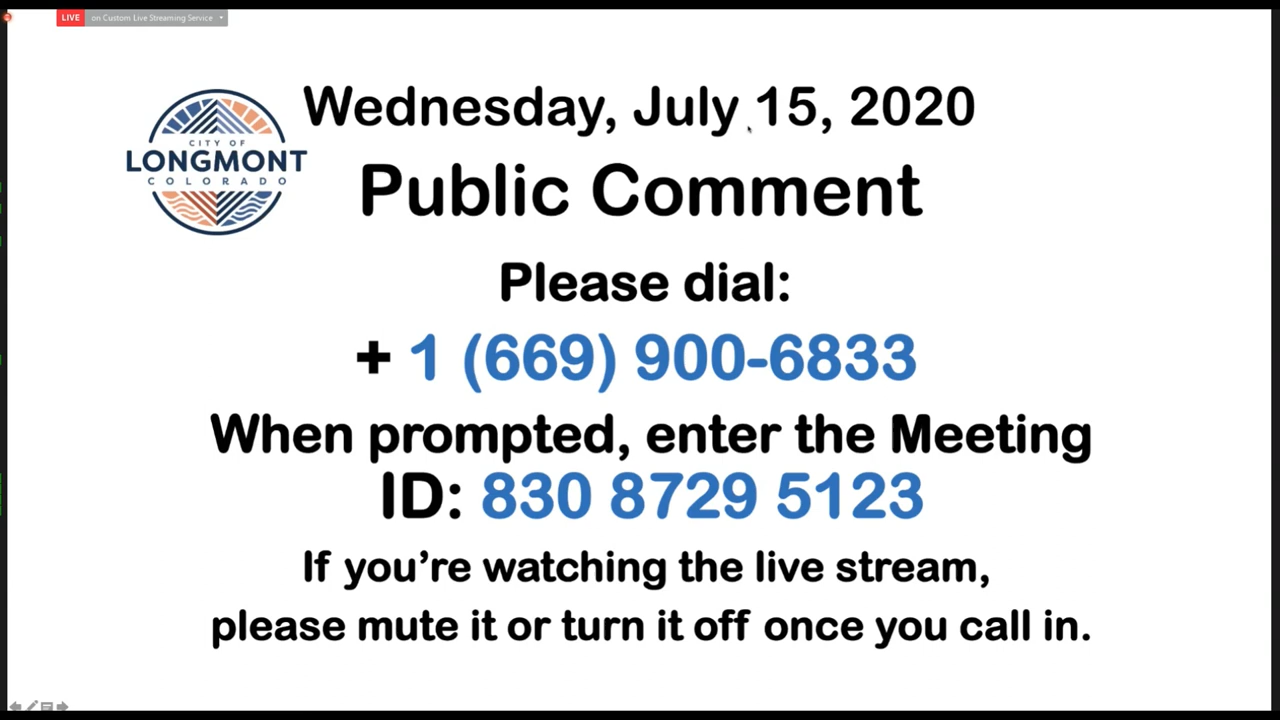 LIVE on Custom Live Streaming Service
Wednesday, July 15, 2020
CITY OF
LONGMONT
COLORADO
Public Comment
Please dial:
+ 1 (669) 900-6833
When prompted, enter the Meeting
ID: 830 8729 5123
If you’re watching the live stream,
please mute it or turn it off once you call in.